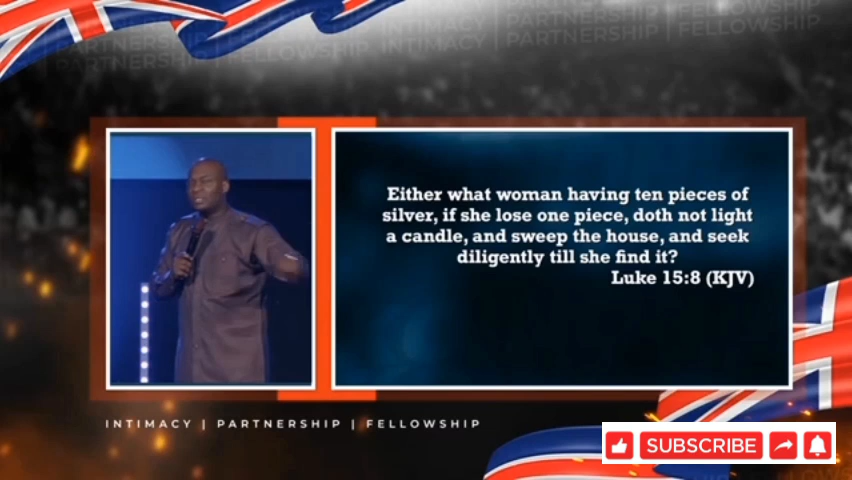 PARTNERSHIP | FELLOWSHIP | INTIMACY | PARTNERSHIP | FELLOWSHIP
Either what woman having ten pieces of
silver, if she lose one piece, doth not light
a candle, and sweep the house, and seek
diligently till she find it?
Luke 15:8 (KJV)
INTIMACY | PARTNERSHIP | FELLOWSHIP
SUBSCRIBE